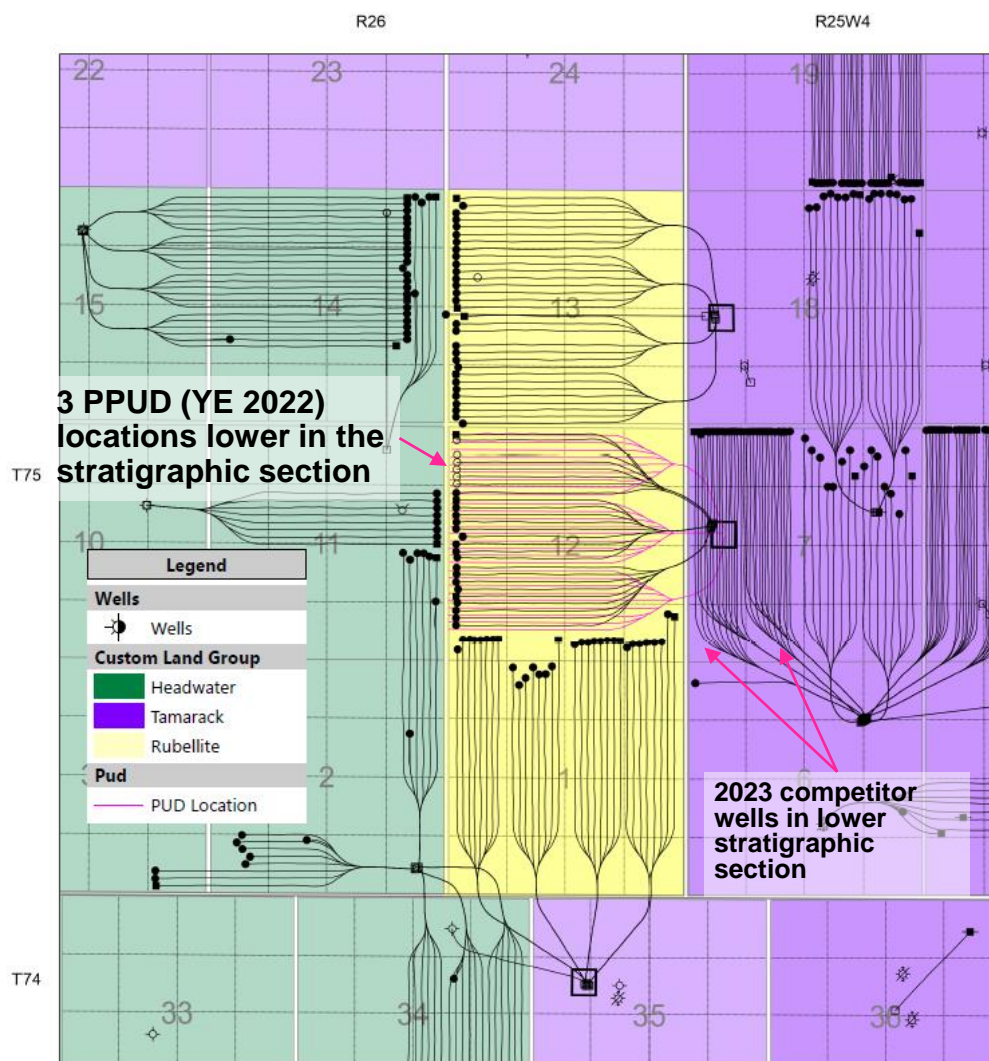 R26
R25W4
22
23
24
19
15
14
13
18
3 PPUD (YE 2022)
locations lower in the
stratigraphic section
T75
10
11
12
7
Legend
Wells
Wells
Custom Land Group
Headwater
Tamarack
Rubellite
Pud
PUD Location
3
2
1
6
2023 competitor
wells in lower
stratigraphic
section
T74
33
34
35
36